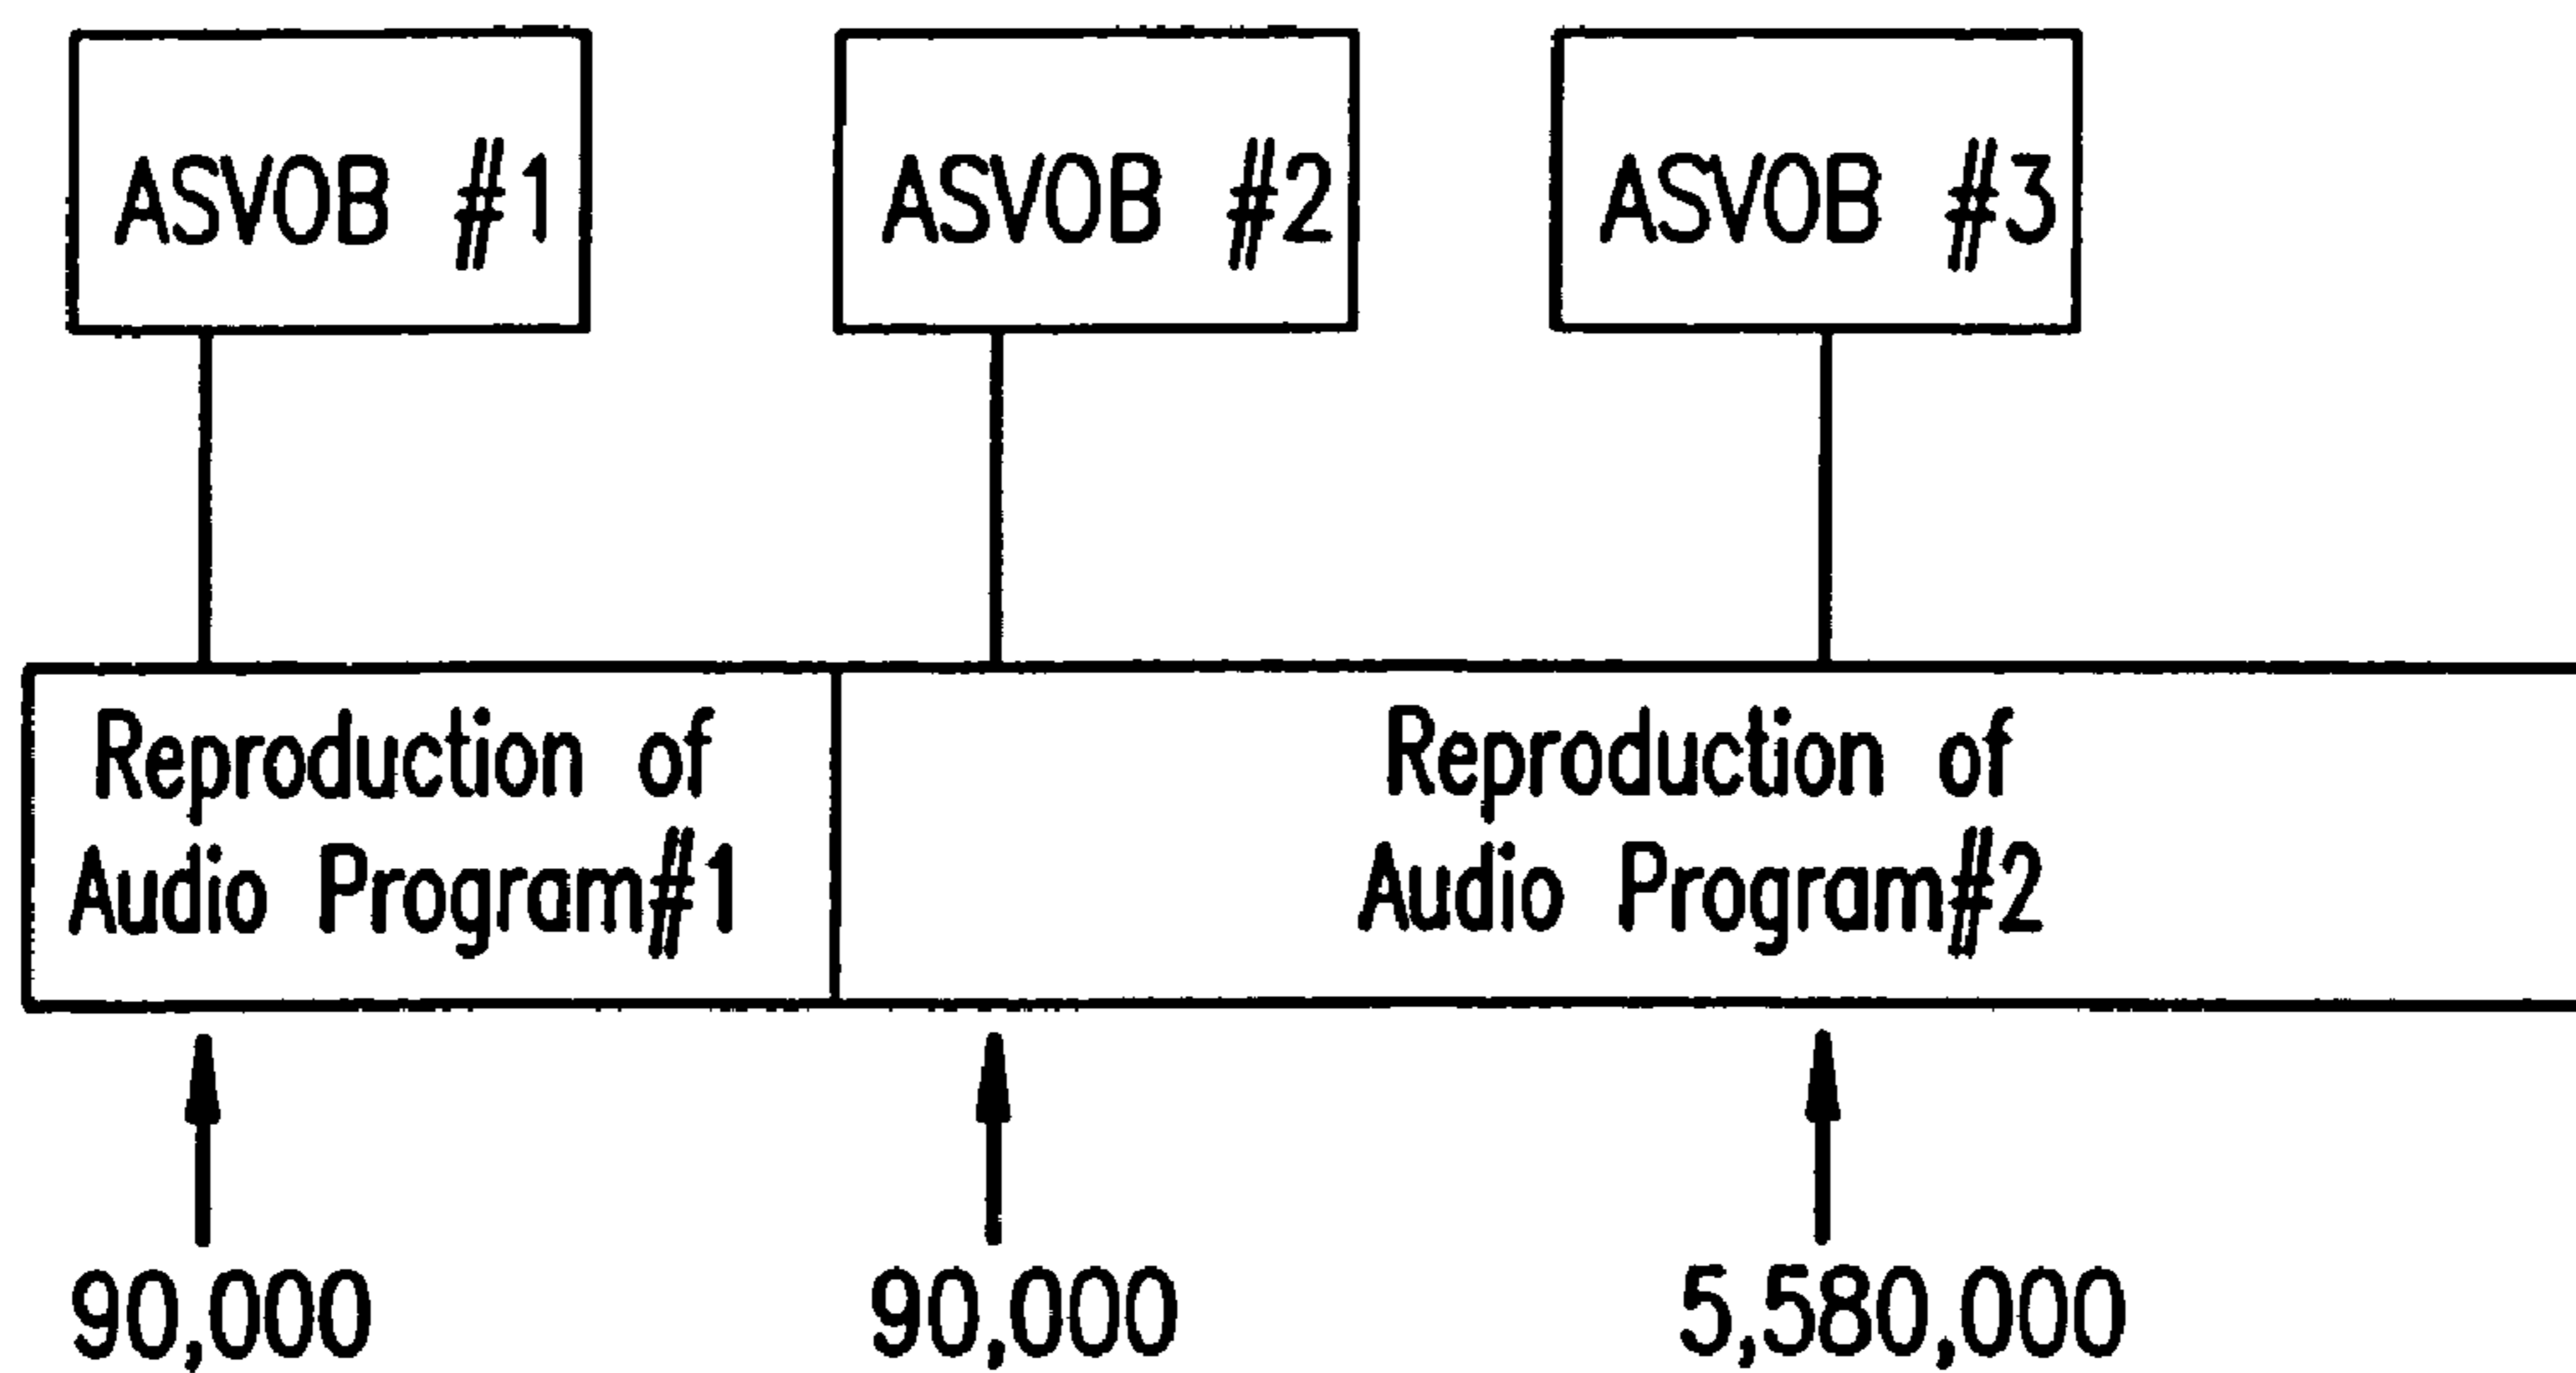 ASVOB #1
ASVOB #2
ASVOB #3
Reproduction of
Audio Program#1
Reproduction of
Audio Program#2
90,000
90,000
5,580,000